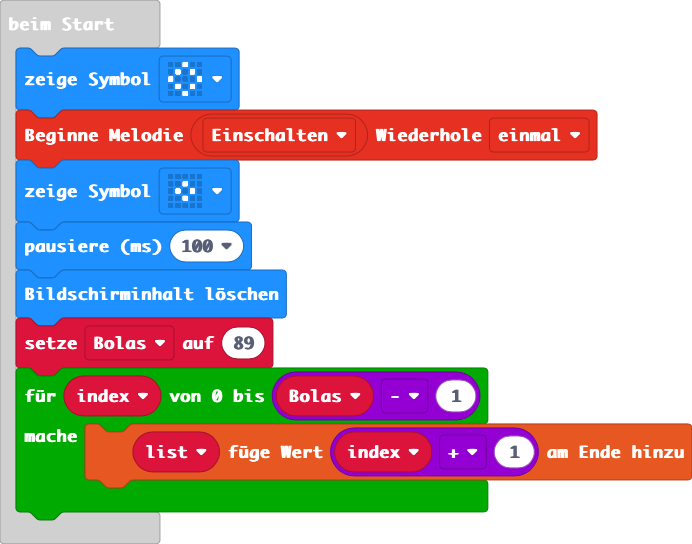 beim Start
zeige Symbol
Beginne Melodie Einschalten Wiederhole einmal
zeige Symbol
pausiere (ms) 100
Bildschirminhalt löschen
setze Bolas auf 89
für index von 0 bis Bolas - 1
mache
list füge Wert index + 1 am Ende hinzu